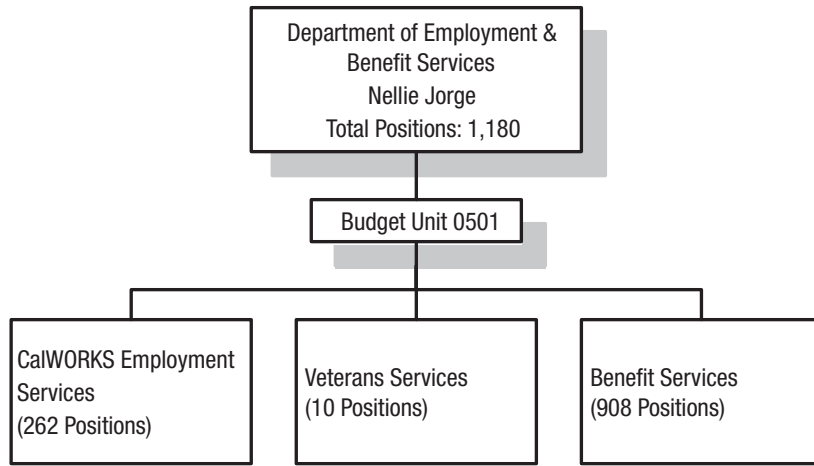 Department of Employment &
Benefit Services
Nellie Jorge
Total Positions: 1,180
Budget Unit 0501
CalWORKS Employment
Services
(262 Positions)
Veterans Services
(10 Positions)
Benefit Services
(908 Positions)